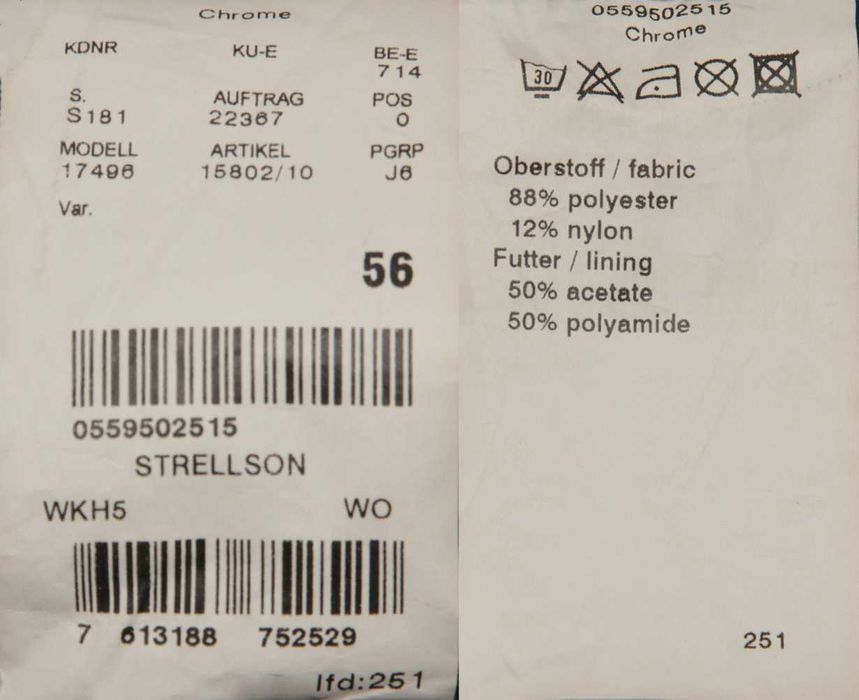 Chrome
KDNR KU-E BE-E
714
S. AUFTRAG POS
S181 22367 0
MODELL ARTIKEL PGRP
17496 15802/10 J6
Var.
56
0559502515
STRELLSON
WKH5 WO
7 613188 752529
lfd:251
0559502515
Chrome
30
Oberstoff / fabric
88% polyester
12% nylon
Futter / lining
50% acetate
50% polyamide
251